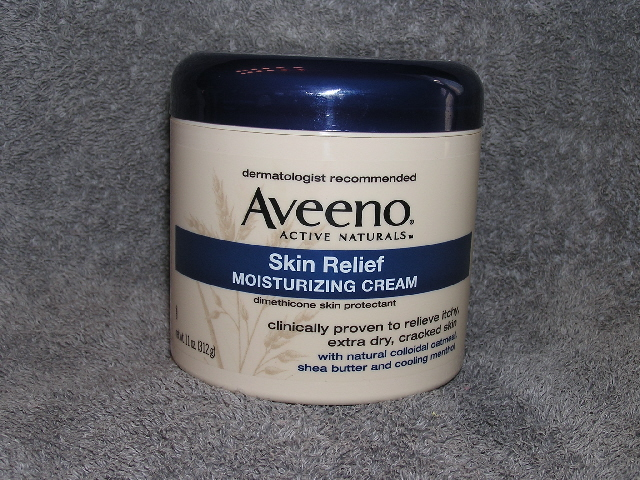 dermatologist recommended
Aveeno®
ACTIVE NATURALS™
Skin Relief
MOISTURIZING CREAM
dimethicone skin protectant
clinically proven to relieve itchy,
extra dry, cracked skin
with natural colloidal oatmeal,
shea butter and cooling menthol
net wt. 11 oz (312g)